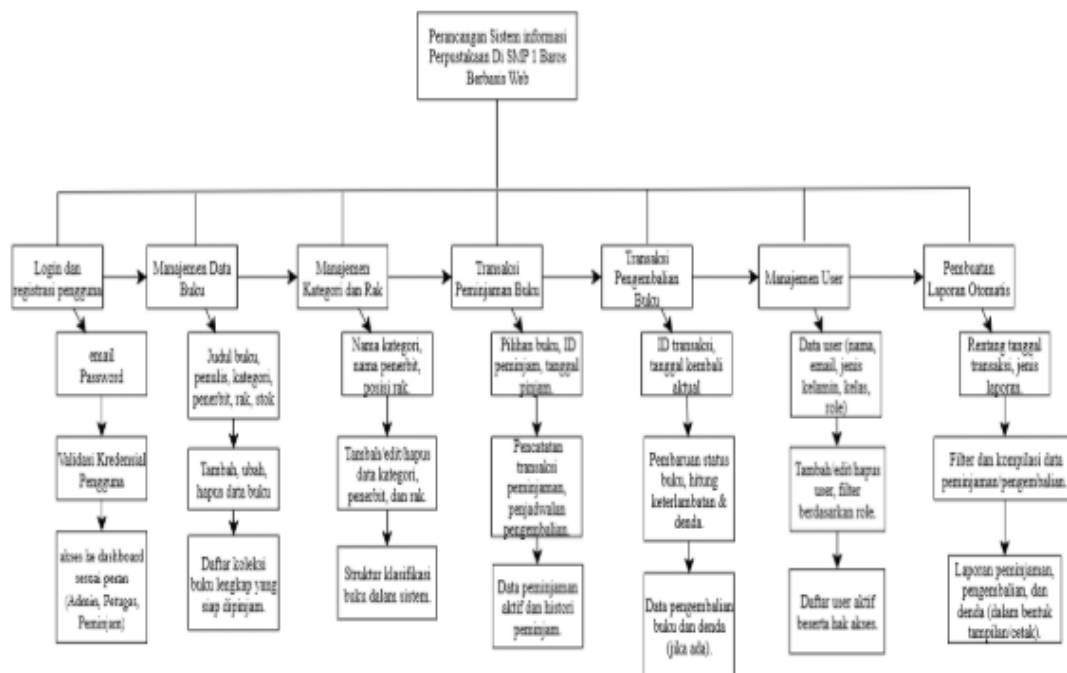 Perancangan Sistem informasi
Perpustakaan Di SMP 1 Baros
Berbasis Web
Login dan
registrasi pengguna
Manajemen Data
Buku
Manajemen
Kategori dan Rak
Transaksi
Peminjaman Buku
Transaksi
Pengembalian
Buku
Manajemen User
Pembuatan
Laporan Otomatis
email
Password
Judul buku,
penulis, kategori,
penerbit, rak, stok
Nama kategori,
nama penerbit,
posisi rak.
Pilihan buku, ID
peminjam, tanggal
pinjam.
ID transaksi,
tanggal kembali
aktual
Data user (nama,
email, jenis
kelamin, kelas,
role)
Rentang tanggal
transaksi, jenis
laporan.
Validasi Kredensial
Pengguna
Tambah, ubah,
hapus data buku
Tambah/edit/hapus
data kategori,
penerbit, dan rak.
Pencatatan
transaksi
peminjaman,
penjadwalan
pengembalian.
Pembaruan status
buku, hitung
keterlambatan &
denda.
Tambah/edit/hapus
user, filter
berdasarkan role.
Filter dan kompilasi data
peminjaman/pengembalian.
akses ke dashboard
sesuai peran
(Admin, Petugas,
Peminjam)
Daftar koleksi
buku lengkap yang
siap dipinjam.
Struktur klasifikasi
buku dalam sistem.
Data peminjaman
aktif dan histori
peminjam.
Data pengembalian
buku dan denda
(jika ada).
Daftar user aktif
beserta hak akses.
Laporan peminjaman,
pengembalian, dan
denda (dalam bentuk
tampilan/cetak).